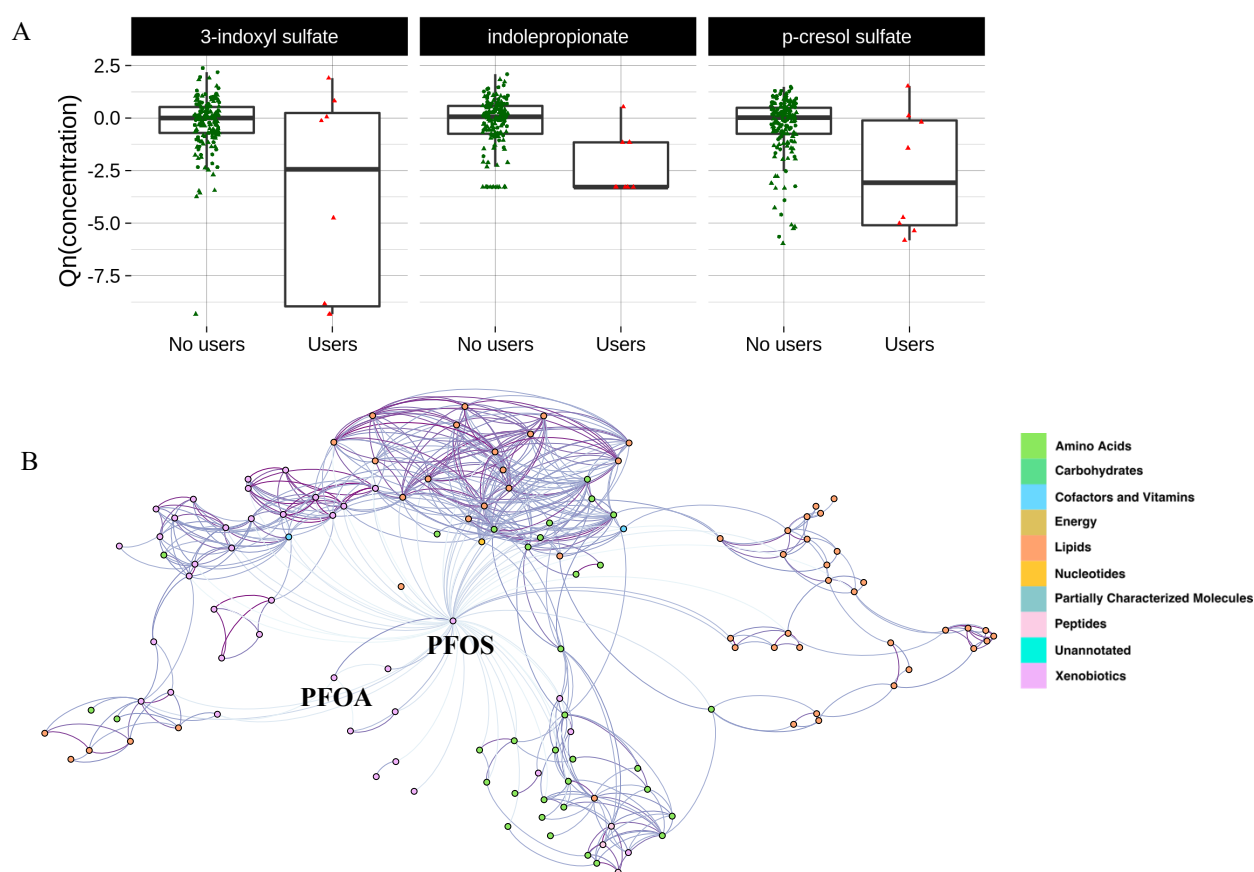 A
3-indoxyl sulfate
indolepropionate
p-cresol sulfate
Qn(concentration)
2.5
0.0
-2.5
-5.0
-7.5
No users
Users
No users
Users
No users
Users
B
PFOS
PFOA
Amino Acids
Carbohydrates
Cofactors and Vitamins
Energy
Lipids
Nucleotides
Partially Characterized Molecules
Peptides
Unannotated
Xenobiotics